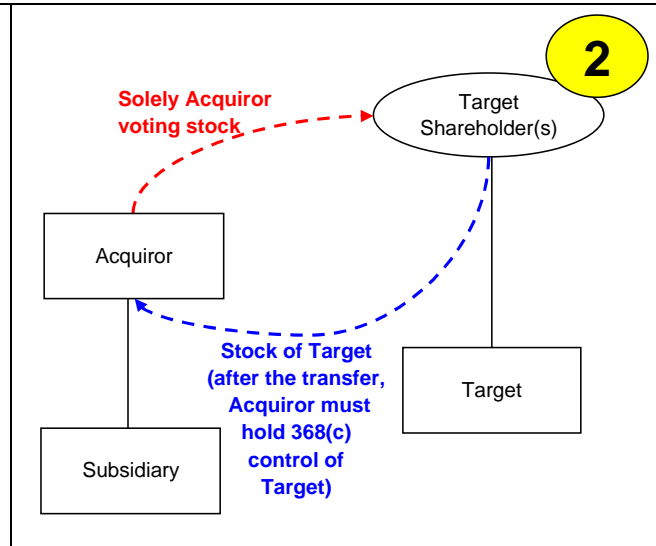 2
Solely Acquiror
voting stock
Target
Shareholder(s)
Acquiror
Stock of Target
(after the transfer,
Acquiror must
hold 368(c)
control of
Target)
Target
Subsidiary